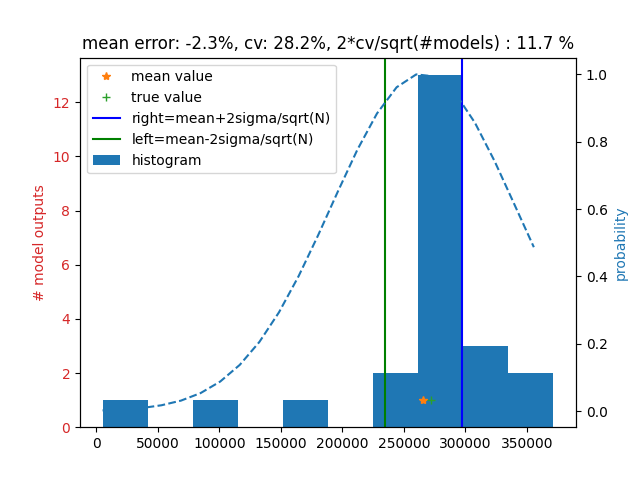 mean error: -2.3%, cv: 28.2%, 2*cv/sqrt(#models) : 11.7 %
mean value
true value
right=mean+2sigma/sqrt(N)
left=mean-2sigma/sqrt(N)
histogram
# model outputs
0
2
4
6
8
10
12
0
50000
100000
150000
200000
250000
300000
350000
0.0
0.2
0.4
0.6
0.8
1.0
probability